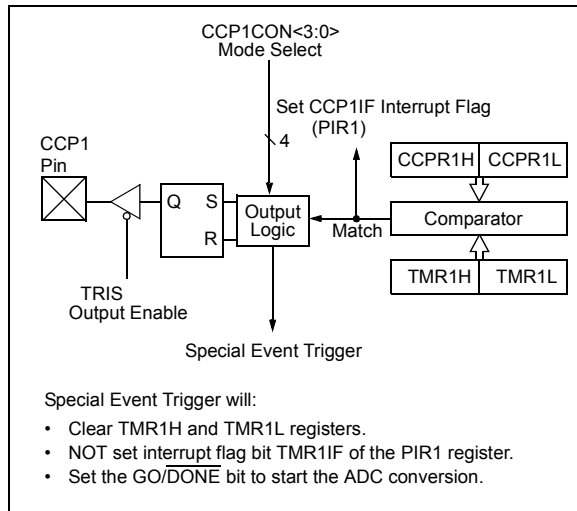 CCP1CON<3:0>
Mode Select
Set CCP1IF Interrupt Flag
(PIR1)
4
CCP1
Pin
CCPR1H CCPR1L
Q S
R
Output
Logic
Match
Comparator
TMR1H TMR1L
TRIS
Output Enable
Special Event Trigger
Special Event Trigger will:
• Clear TMR1H and TMR1L registers.
• NOT set interrupt flag bit TMR1IF of the PIR1 register.
• Set the GO/DONE bit to start the ADC conversion.